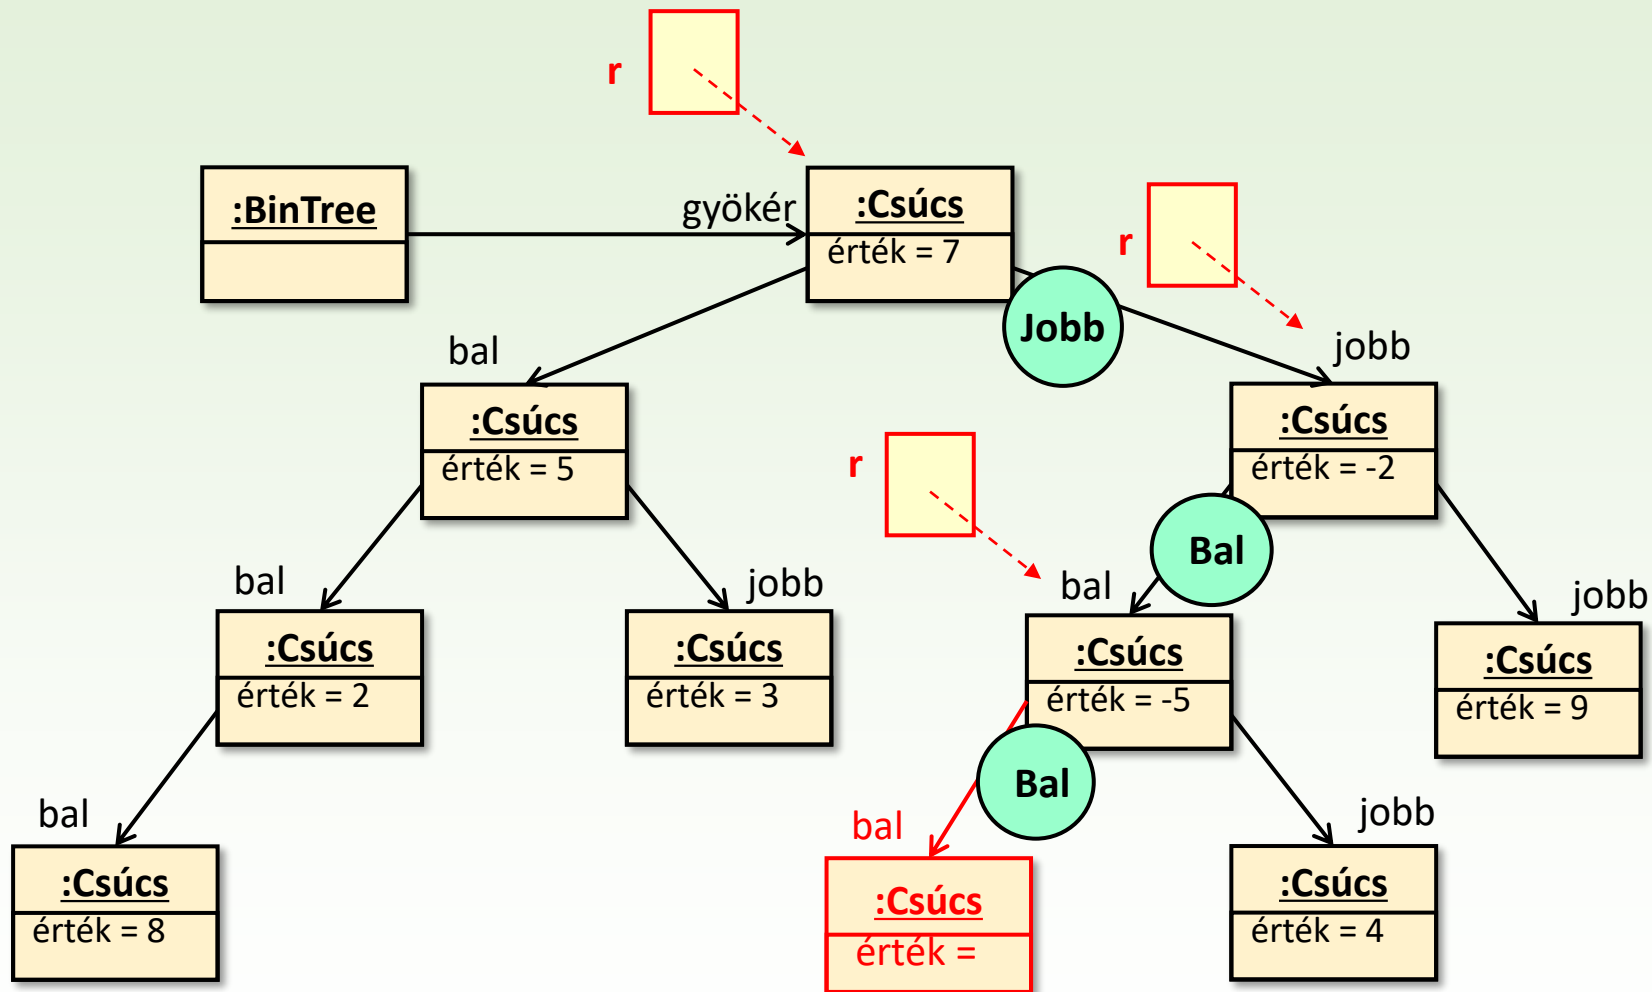 r
:BinTree
gyökér
:Csúcs
érték = 7
r
Jobb
bal
jobb
:Csúcs
érték = 5
:Csúcs
érték = -2
r
Bal
bal
jobb
bal
jobb
:Csúcs
érték = 2
:Csúcs
érték = 3
:Csúcs
érték = -5
:Csúcs
érték = 9
Bal
bal
bal
jobb
:Csúcs
érték = 8
:Csúcs
érték =
:Csúcs
érték = 4